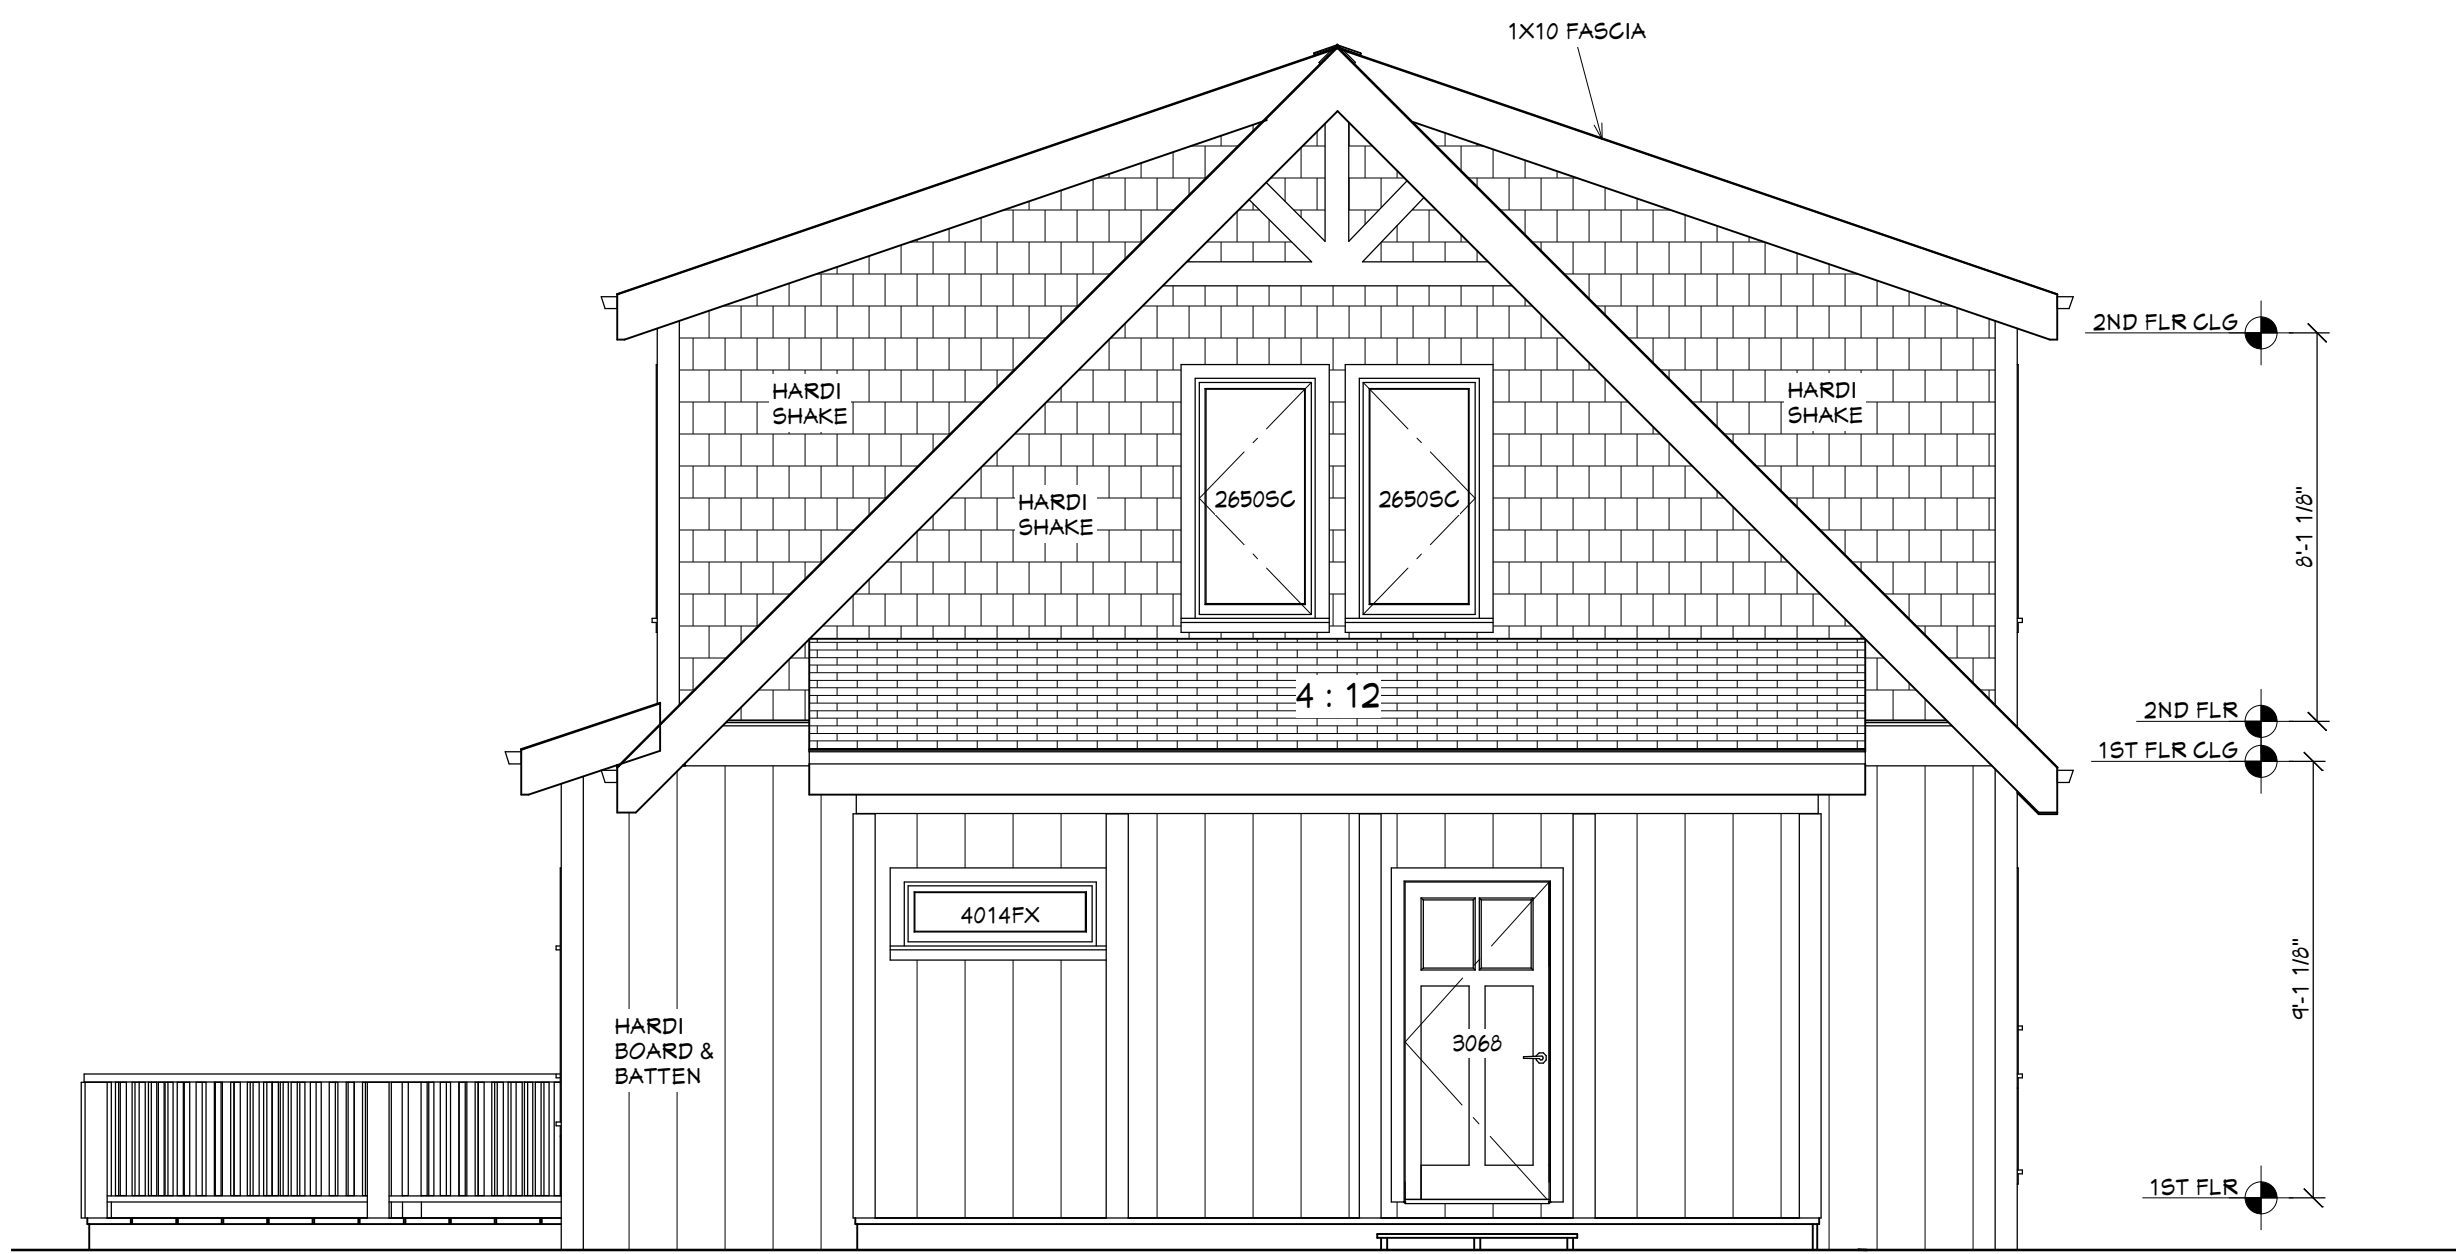 1X10 FASCIA
2ND FLR CLG
HARDI
SHAKE
HARDI
SHAKE
HARDI
SHAKE
2650SC
2650SC
8'-1 1/8"
4 : 12
2ND FLR
1ST FLR CLG
4014FX
9'-1 1/8"
HARDI
BOARD &
BATTEN
3068
1ST FLR